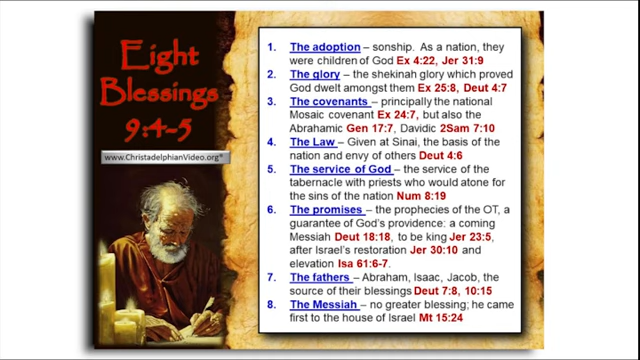 Eight
Blessings
9:4-5
www.ChristadelphianVideo.org®
1. The adoption – sonship. As a nation, they
were children of God Ex 4:22, Jer 31:9
2. The glory – the shekinah glory which proved
God dwelt amongst them Ex 25:8, Deut 4:7
3. The covenants – principally the national
Mosaic covenant Ex 24:7, but also the
Abrahamic Gen 17:7, Davidic 2Sam 7:10
4. The Law – Given at Sinai, the basis of the
nation and envy of others Deut 4:6
5. The service of God – the service of the
tabernacle with priests who would atone for
the sins of the nation Num 8:19
6. The promises – the prophecies of the OT, a
guarantee of God's providence: a coming
Messiah Deut 18:18, to be king Jer 23:5,
after Israel's restoration Jer 30:10 and
elevation Isa 61:6-7.
7. The fathers – Abraham, Isaac, Jacob, the
source of their blessings Deut 7:8, 10:15
8. The Messiah – no greater blessing; he came
first to the house of Israel Mt 15:24